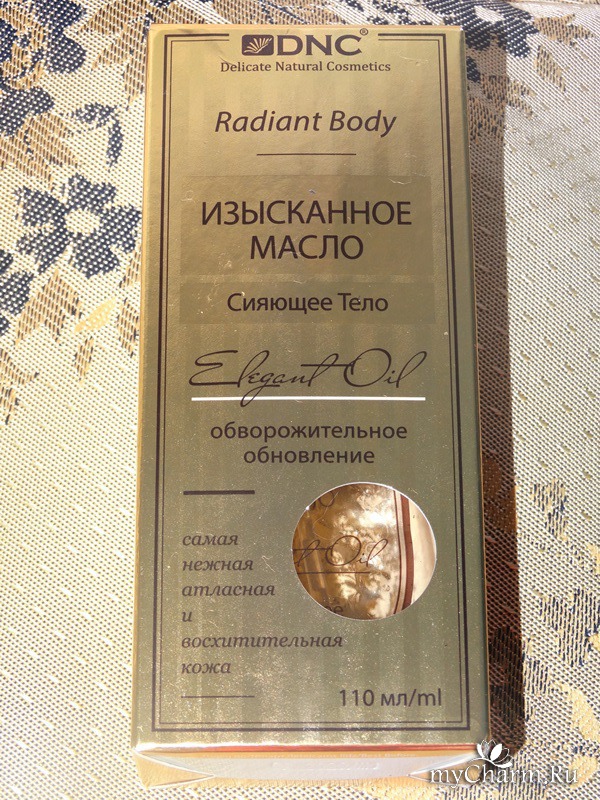 DNC®
Delicate Natural Cosmetics
Radiant Body
ИЗЫСКАННОЕ
МАСЛО
Сияющее Тело
Elegant Oil
обворожительное
обновление
самая
нежная
атласная
и
восхитительная
кожа
t Oil
110 мл/ml
myCharm.Ru